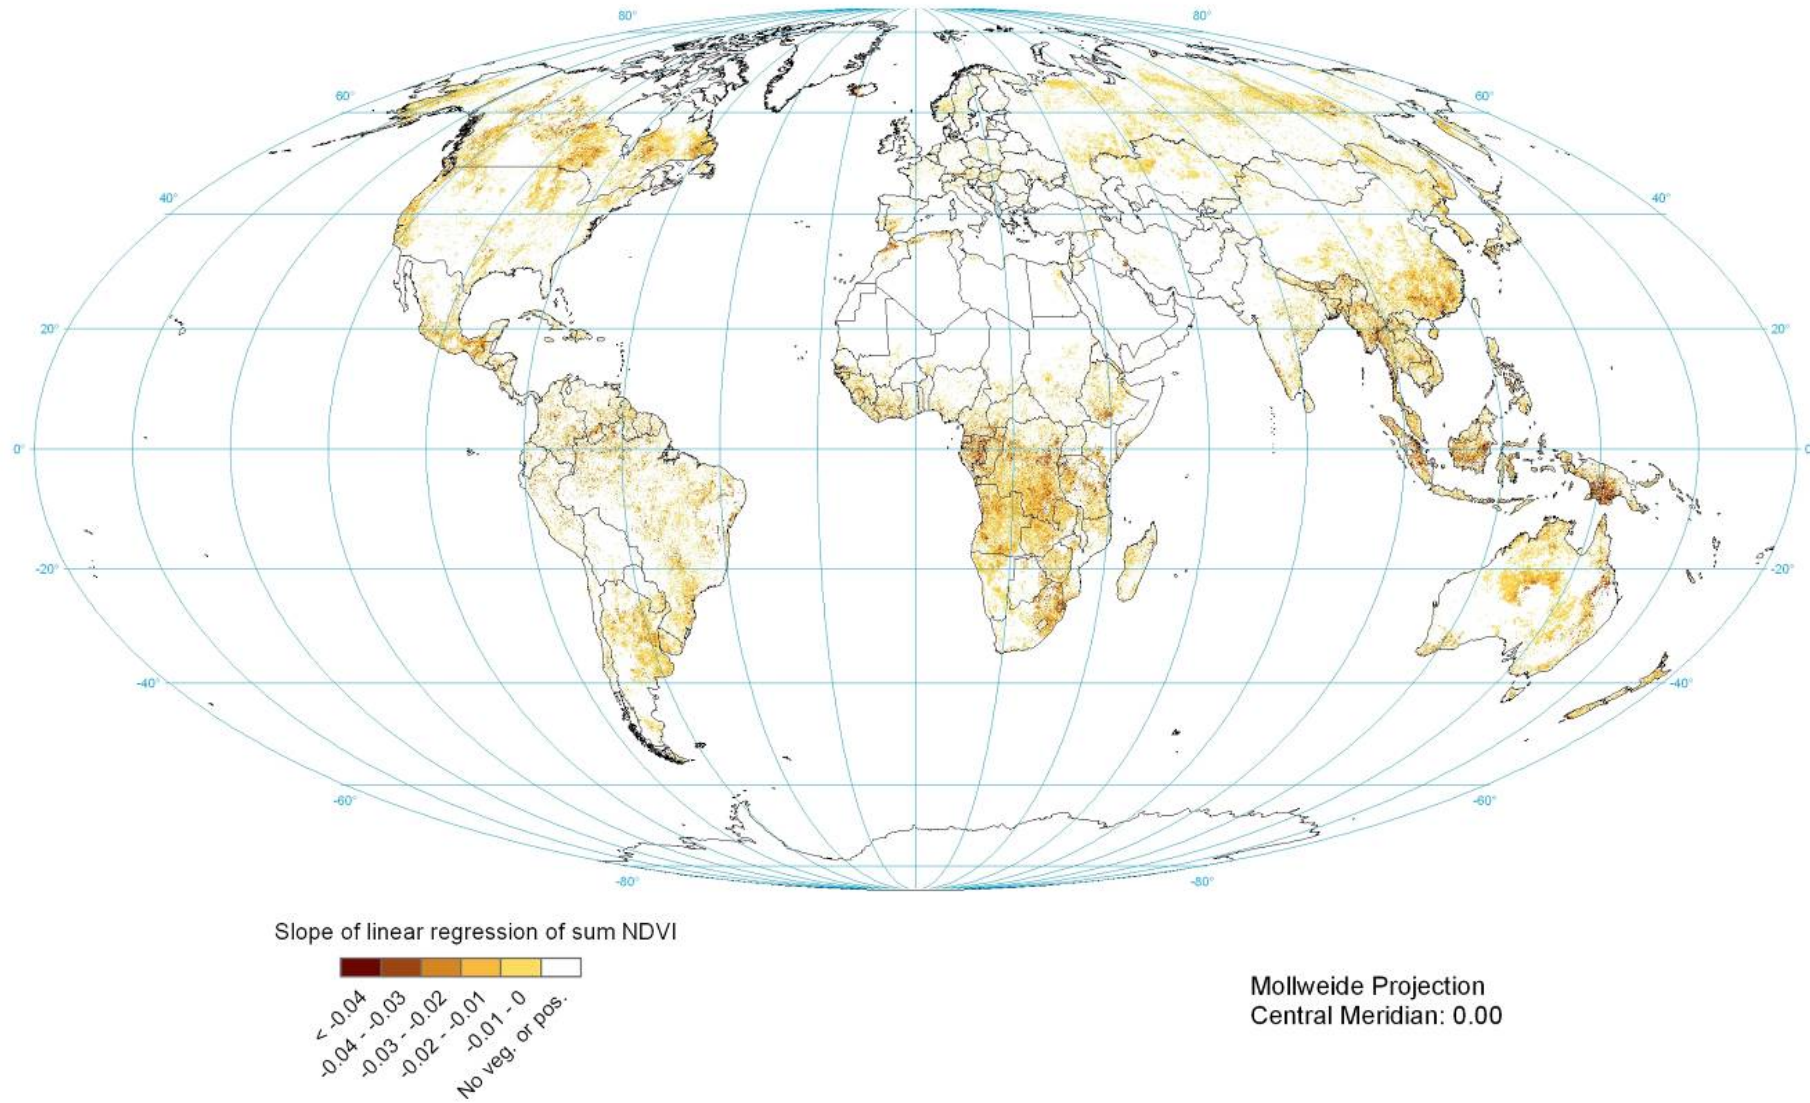 80°
80°
60°
60°
40°
40°
20°
20°
0°
0
-20°
-20°
-40°
-40°
-60°
-60°
-80°
-80°
Slope of linear regression of sum NDVI
< -0.04
-0.04 - -0.03
-0.03 - -0.02
-0.02 - -0.01
-0.01 - 0
No veg. or pos.
Mollweide Projection
Central Meridian: 0.00